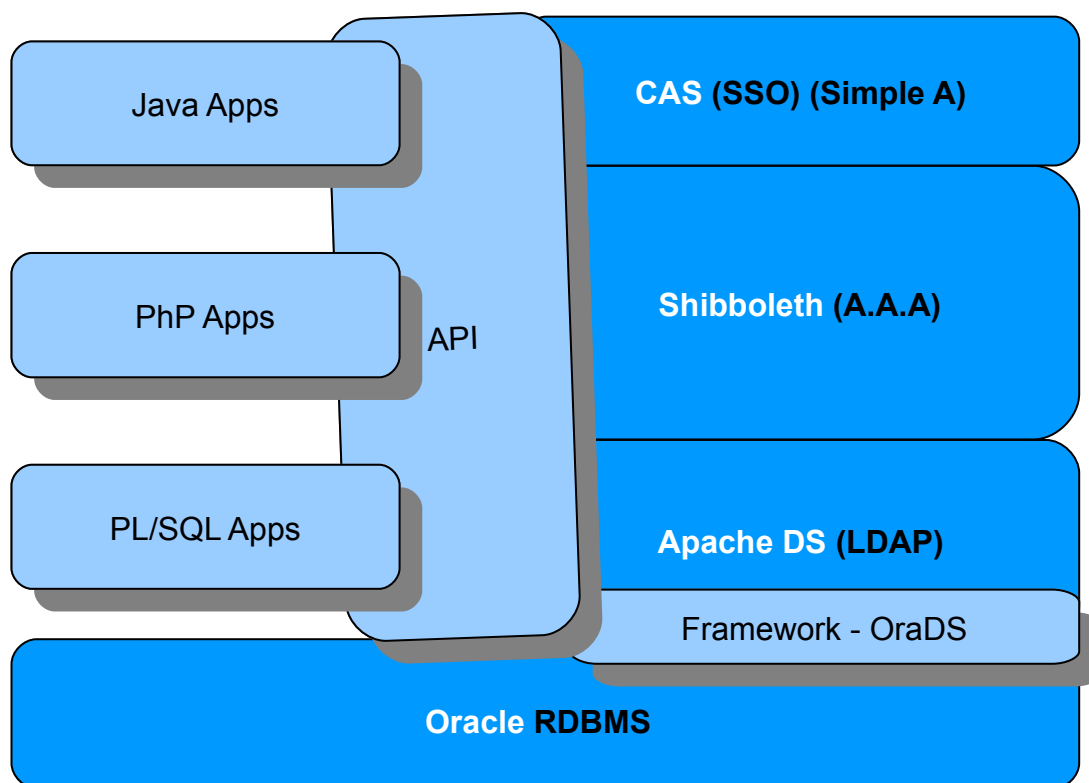 Java Apps
CAS (SSO) (Simple A)
PhP Apps
API
Shibboleth (A.A.A)
PL/SQL Apps
Apache DS (LDAP)
Framework - OraDS
Oracle RDBMS